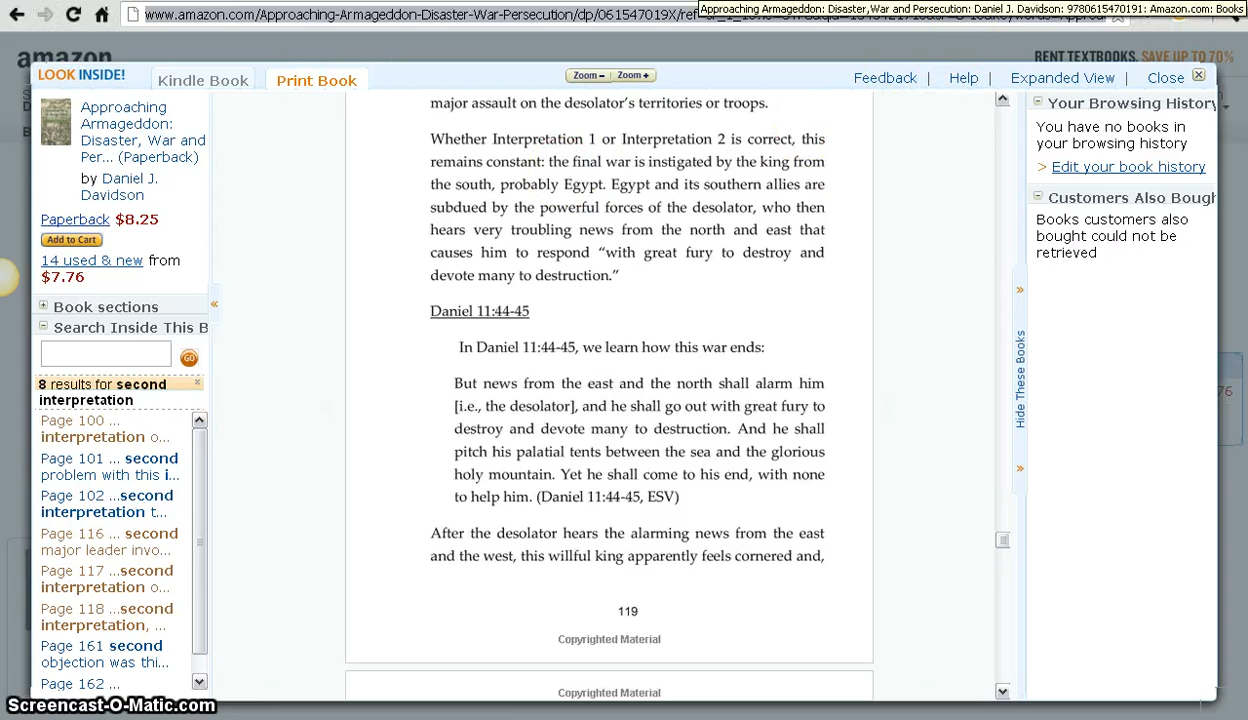 www.amazon.com/Approaching-Armageddon-Disaster-War-Persecution/dp/061547019X/ref
Approaching Armageddon: Disaster,War and Persecution: Daniel J. Davidson: 9780615470191: Amazon.com: Books
amazon
RENT TEXTBOOKS. SAVE UP TO 70%
LOOK INSIDE!
Kindle Book
Print Book
Zoom −
Zoom +
Feedback | Help | Expanded View | Close
Approaching
Armageddon:
Disaster, War and
Per... (Paperback)
by Daniel J.
Davidson
Paperback $8.25
Add to Cart
14 used & new from
$7.76
Book sections
Search Inside This B
GO
8 results for second
interpretation
Page 100 ...
interpretation o...
Page 101 ... second
problem with this i...
Page 102 ...second
interpretation t...
Page 116 ...second
major leader invo...
Page 117 ...second
interpretation o...
Page 118 ...second
interpretation, ...
Page 161 second
objection was thi...
Page 162 ...
major assault on the desolator's territories or troops.
Whether Interpretation 1 or Interpretation 2 is correct, this
remains constant: the final war is instigated by the king from
the south, probably Egypt. Egypt and its southern allies are
subdued by the powerful forces of the desolator, who then
hears very troubling news from the north and east that
causes him to respond “with great fury to destroy and
devote many to destruction.”
Daniel 11:44-45
In Daniel 11:44-45, we learn how this war ends:
But news from the east and the north shall alarm him
[i.e., the desolator], and he shall go out with great fury to
destroy and devote many to destruction. And he shall
pitch his palatial tents between the sea and the glorious
holy mountain. Yet he shall come to his end, with none
to help him. (Daniel 11:44-45, ESV)
After the desolator hears the alarming news from the east
and the west, this willful king apparently feels cornered and,
119
Copyrighted Material
Copyrighted Material
Hide These Books
Your Browsing History
You have no books in
your browsing history
> Edit your book history
Customers Also Bough
Books customers also
bought could not be
retrieved
Screencast-O-Matic.com